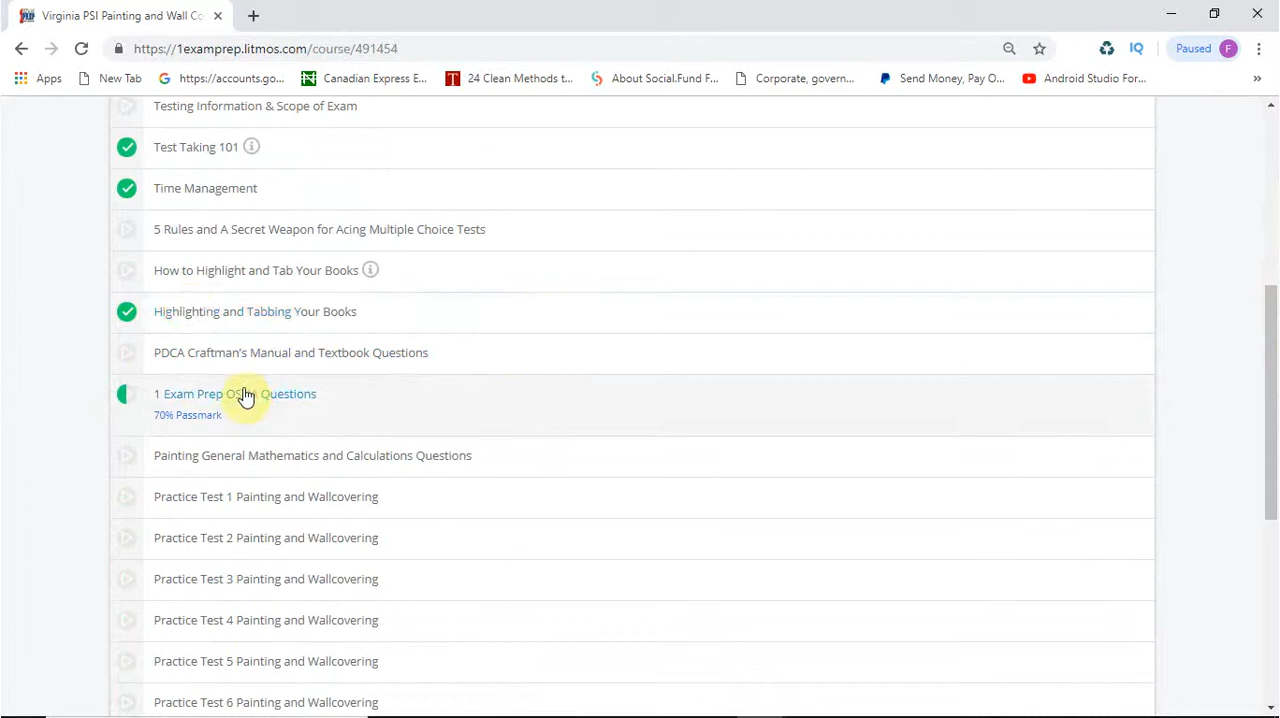 Virginia PSI Painting and Wall Co
https://1examprep.litmos.com/course/491454
Paused F
Apps New Tab https://accounts.go... Canadian Express E... 24 Clean Methods t... About Social.Fund F... Corporate, govern... Send Money, Pay O... Android Studio For...
Testing Information & Scope of Exam
Test Taking 101
Time Management
5 Rules and A Secret Weapon for Acing Multiple Choice Tests
How to Highlight and Tab Your Books
Highlighting and Tabbing Your Books
PDCA Craftman's Manual and Textbook Questions
1 Exam Prep Questions
70% Passmark
Painting General Mathematics and Calculations Questions
Practice Test 1 Painting and Wallcovering
Practice Test 2 Painting and Wallcovering
Practice Test 3 Painting and Wallcovering
Practice Test 4 Painting and Wallcovering
Practice Test 5 Painting and Wallcovering
Practice Test 6 Painting and Wallcovering